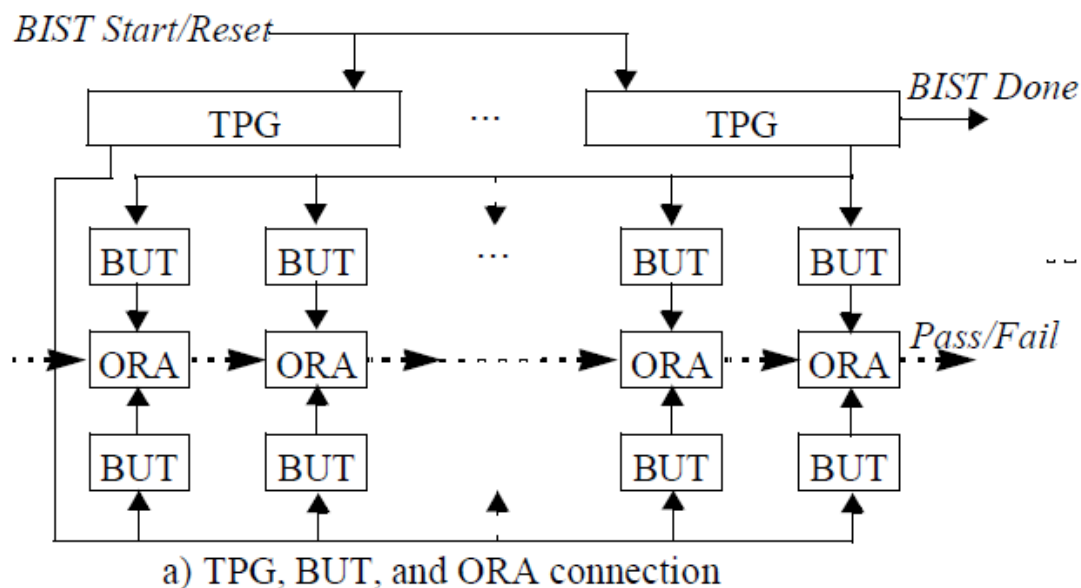 BIST Start/Reset
BIST Done
TPG ... TPG
BUT BUT ... BUT BUT
ORA ORA ORA ORA
Pass/Fail
BUT BUT BUT BUT
a) TPG, BUT, and ORA connection